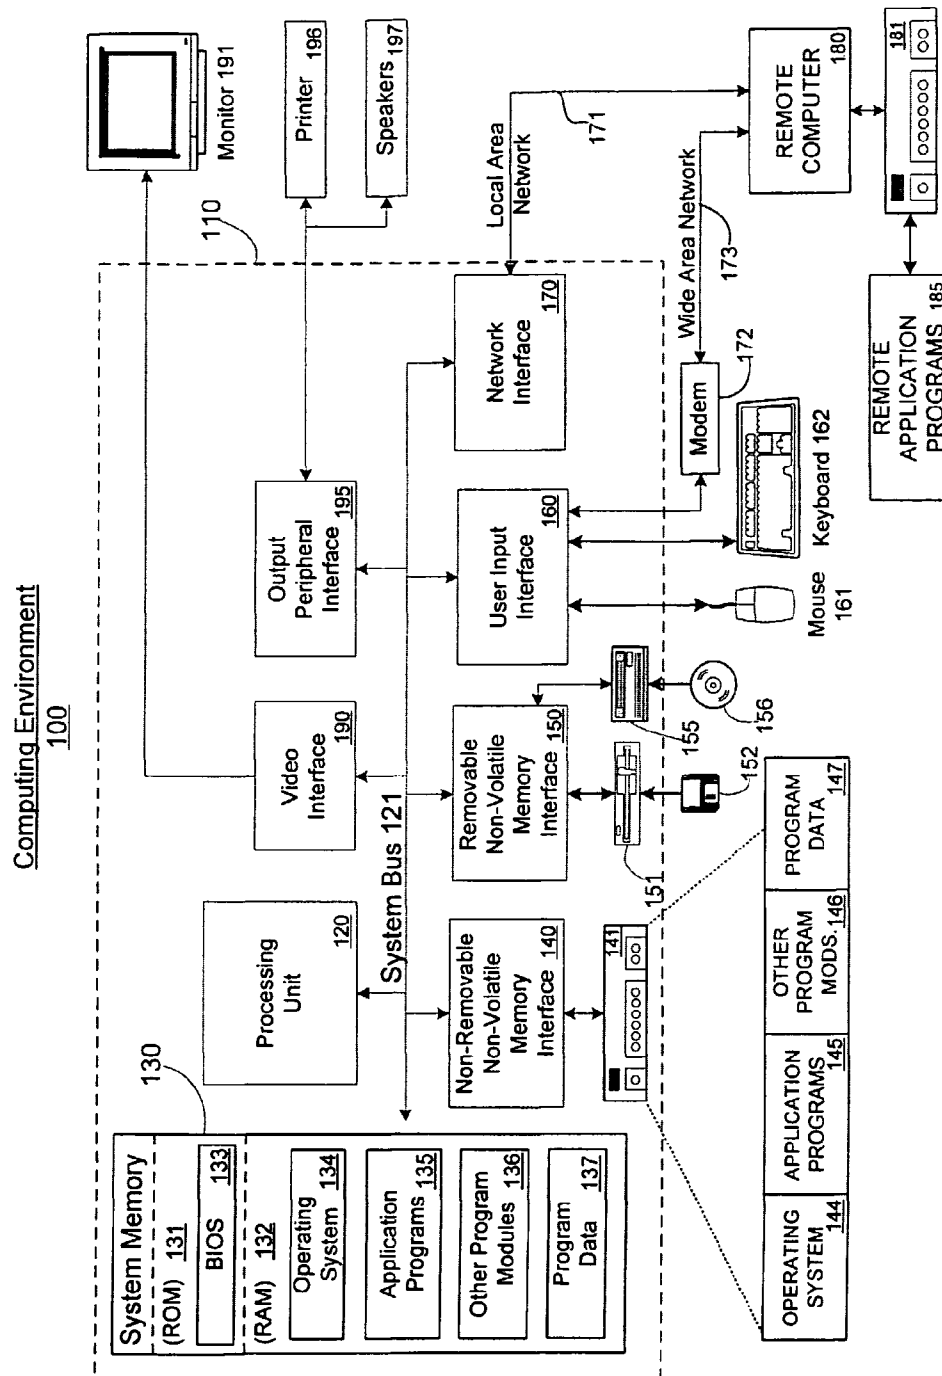 Computing Environment
100
System Memory
130
(ROM) 131
BIOS 133
(RAM) 132
Operating
System 134
Application
Programs 135
Other Program
Modules 136
Program
Data 137
Processing
Unit
120
System Bus 121
Video
Interface
190
Output
Peripheral
Interface 195
110
Monitor 191
Printer
196
Speakers 197
Non-Removable
Non-Volatile
Memory
Interface 140
Removable
Non-Volatile
Memory
Interface 150
User Input
Interface
160
Network
Interface
170
Local Area
Network
171
Wide Area Network
173
Modem
172
141
151
152
155
156
Mouse
161
Keyboard 162
REMOTE
COMPUTER
180
181
REMOTE
APPLICATION
PROGRAMS 185
OPERATING
SYSTEM 144
APPLICATION
PROGRAMS 145
OTHER
PROGRAM
MODS. 146
PROGRAM
DATA 147